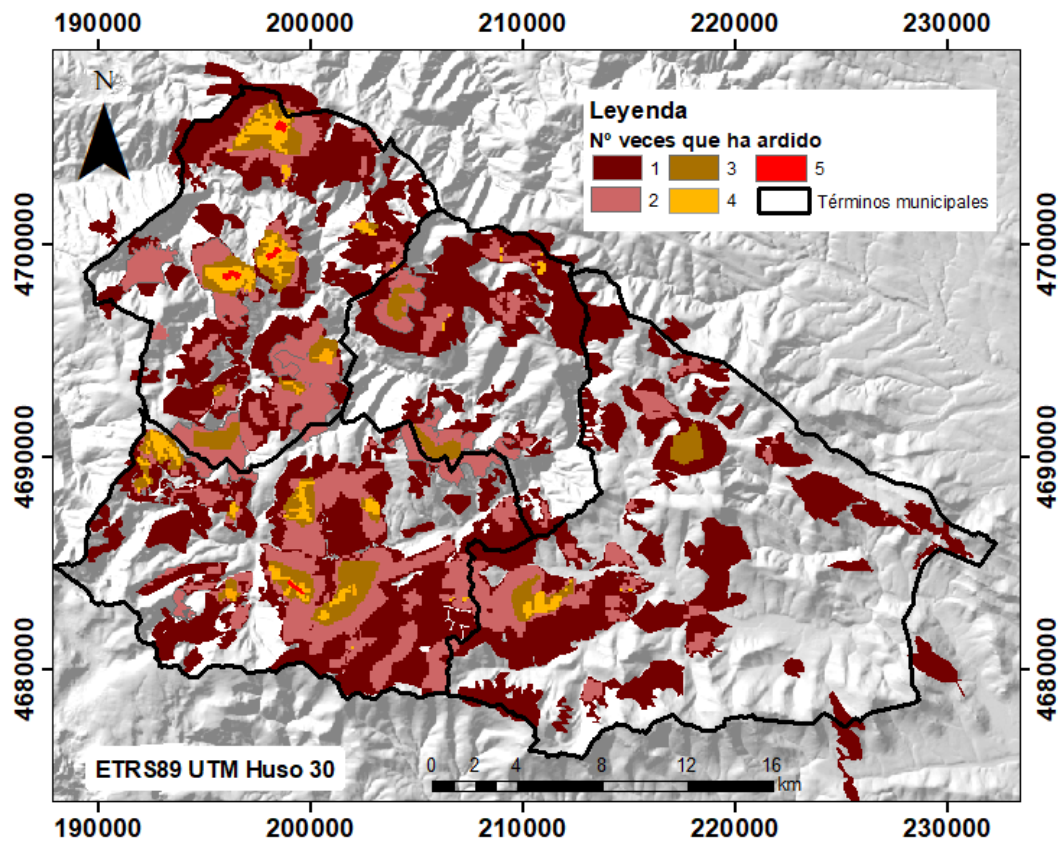 190000 200000 210000 220000 230000
N
Leyenda
Nº veces que ha ardido
1 3 5
2 4 Términos municipales
4700000 4700000
4690000 4690000
4680000 4680000
ETRS89 UTM Huso 30
0 2 4 8 12 16
km
190000 200000 210000 220000 230000